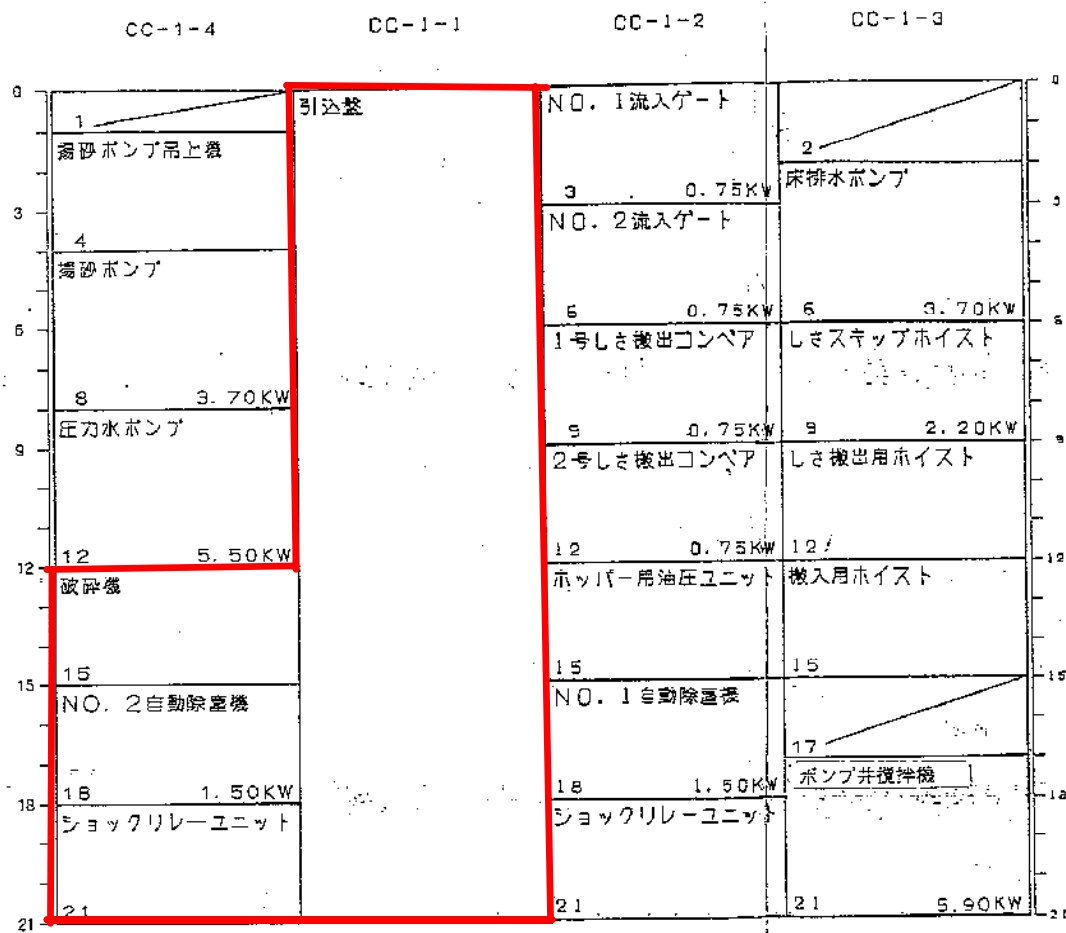 CC-1-4
CC-1-1
CC-1-2
CC-1-3
0
3
6
9
12
15
18
21
1
揚砂ポンプ吊上機
4
揚砂ポンプ
8 3.70KW
圧力水ポンプ
12 5.50KW
破砕機
15
NO.2自動除塵機
18 1.50KW
ショックリレーユニット
21
引込盤
NO.1流入ゲート
3 0.75KW
NO.2流入ゲート
6 0.75KW
1号しさ搬出コンベア
9 0.75KW
2号しさ搬出コンベア
12 0.75KW
ホッパー用油圧ユニット
15
NO.1自動除塵機
18 1.50KW
ショックリレーユニット
21
2
床排水ポンプ
6 3.70KW
しさスキップホイスト
9 2.20KW
しさ搬出用ホイスト
12
搬入用ホイスト
15
17
ポンプ井撹拌機
21 5.90KW
0
3
6
9
12
15
18
21